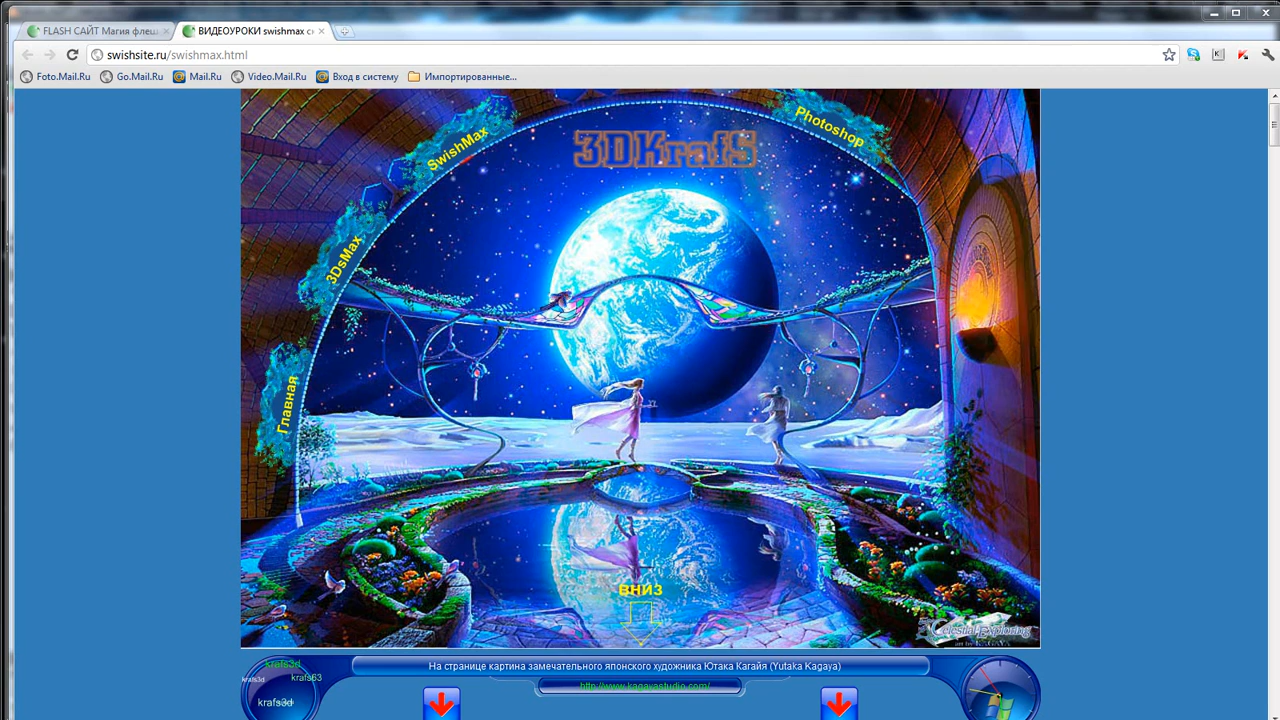 FLASH САЙТ Магия флеш
ВИДЕОУРОКИ swishmax с
swishsite.ru/swishmax.html
Foto.Mail.Ru
Go.Mail.Ru
Mail.Ru
Video.Mail.Ru
Вход в систему
Импортированные...
3DKrafS
SwishMax
Photoshop
3DsMax
Главная
ВНИЗ
Celestial Exploring
На странице картина замечательного японского художника Ютака Кагайя (Yutaka Kagaya)
http://www.kagayastudio.com/
krafs3d
krafs3d
krafs63
krafs3d